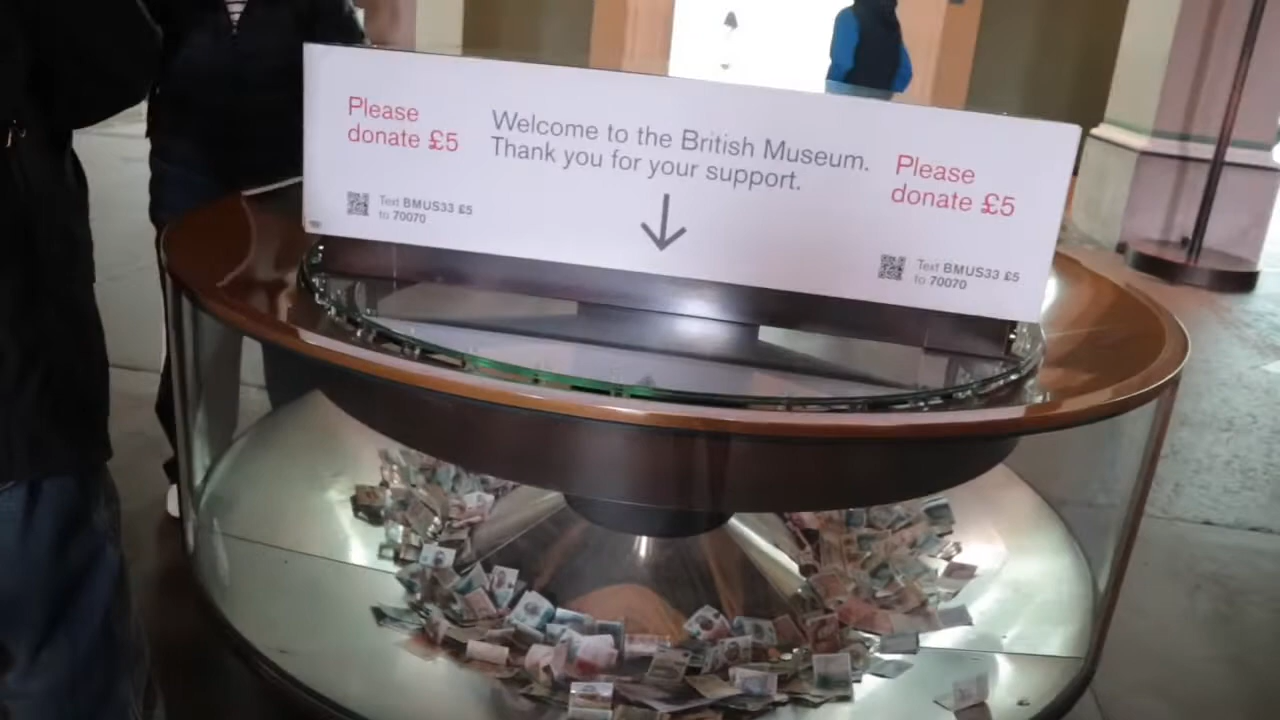 Please
donate £5
Text BMUS33 £5
to 70070
Welcome to the British Museum.
Thank you for your support.
Please
donate £5
Text BMUS33 £5
to 70070